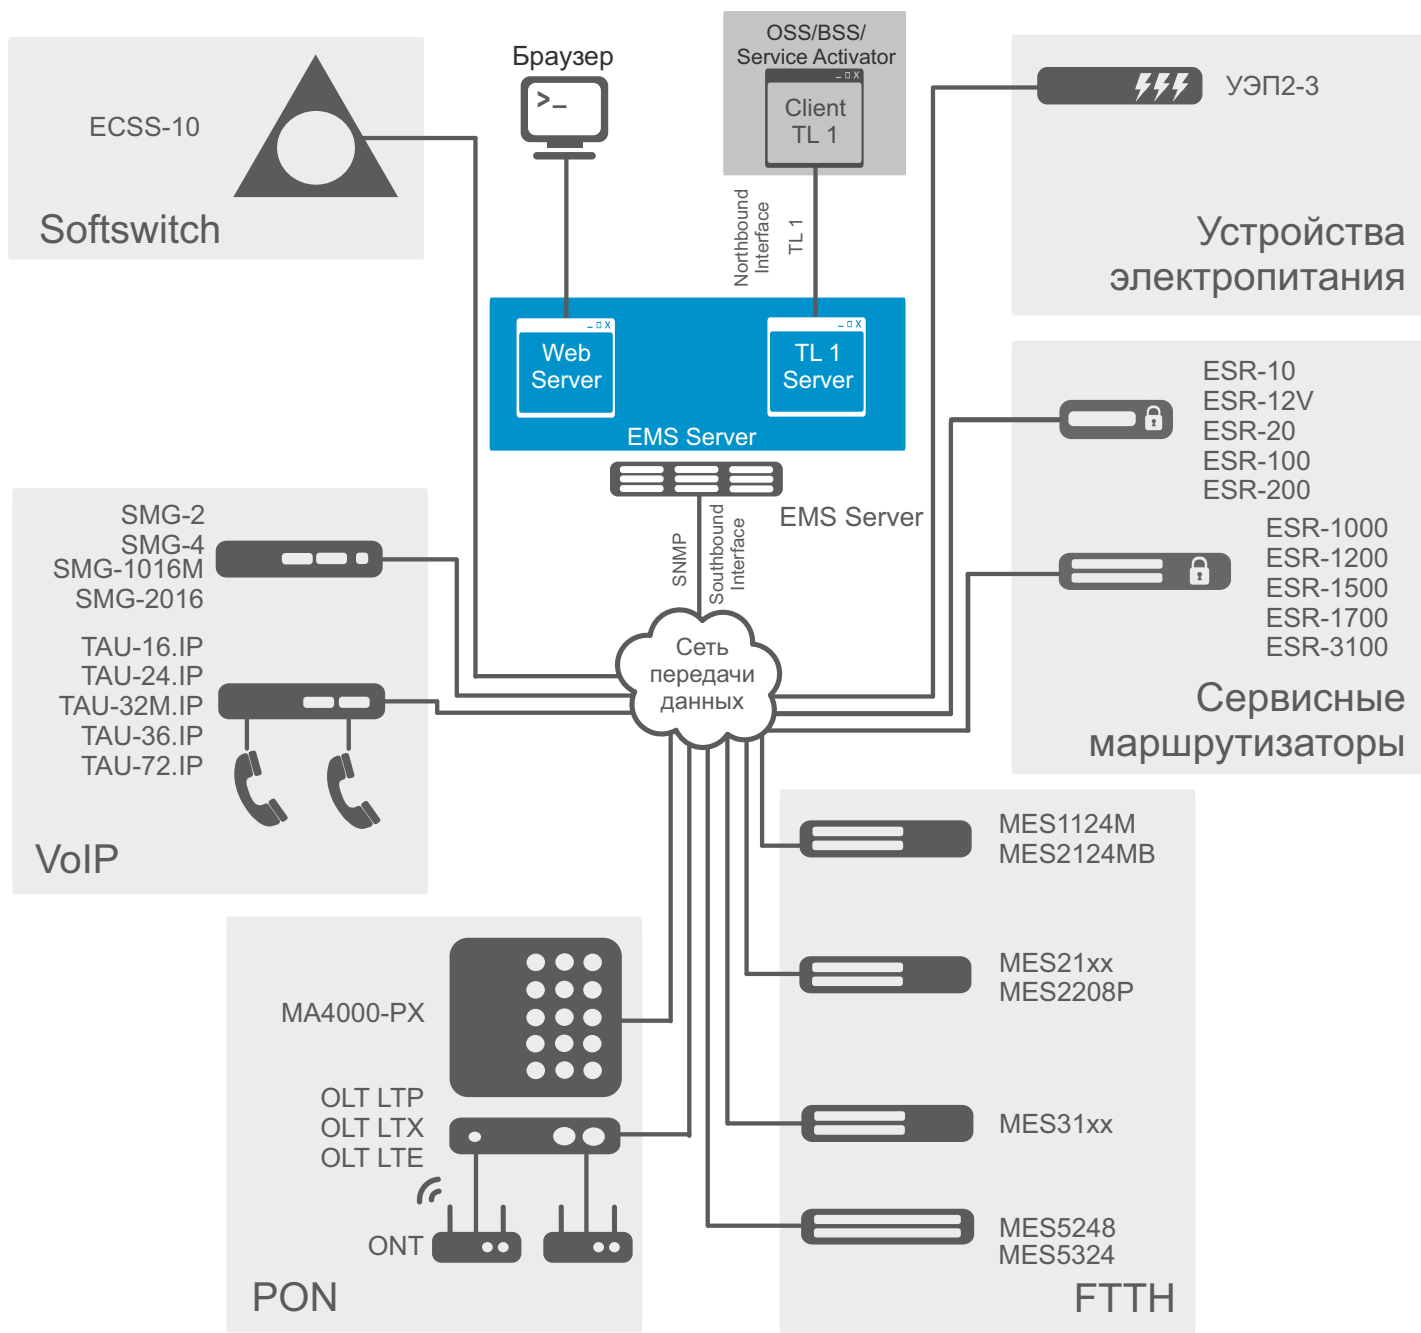 ECSS-10
Softswitch
Браузер
>_
OSS/BSS/
Service Activator
Client
TL 1
Northbound
Interface
TL 1
УЭП2-3
Устройства
электропитания
Web
Server
TL 1
Server
EMS Server
EMS Server
SNMP
Southbound
Interface
ESR-10
ESR-12V
ESR-20
ESR-100
ESR-200
ESR-1000
ESR-1200
ESR-1500
ESR-1700
ESR-3100
Сервисные
маршрутизаторы
SMG-2
SMG-4
SMG-1016M
SMG-2016
TAU-16.IP
TAU-24.IP
TAU-32M.IP
TAU-36.IP
TAU-72.IP
VoIP
Сеть
передачи
данных
MA4000-PX
OLT LTP
OLT LTX
OLT LTE
ONT
PON
MES1124M
MES2124MB
MES21xx
MES2208P
MES31xx
MES5248
MES5324
FTTH